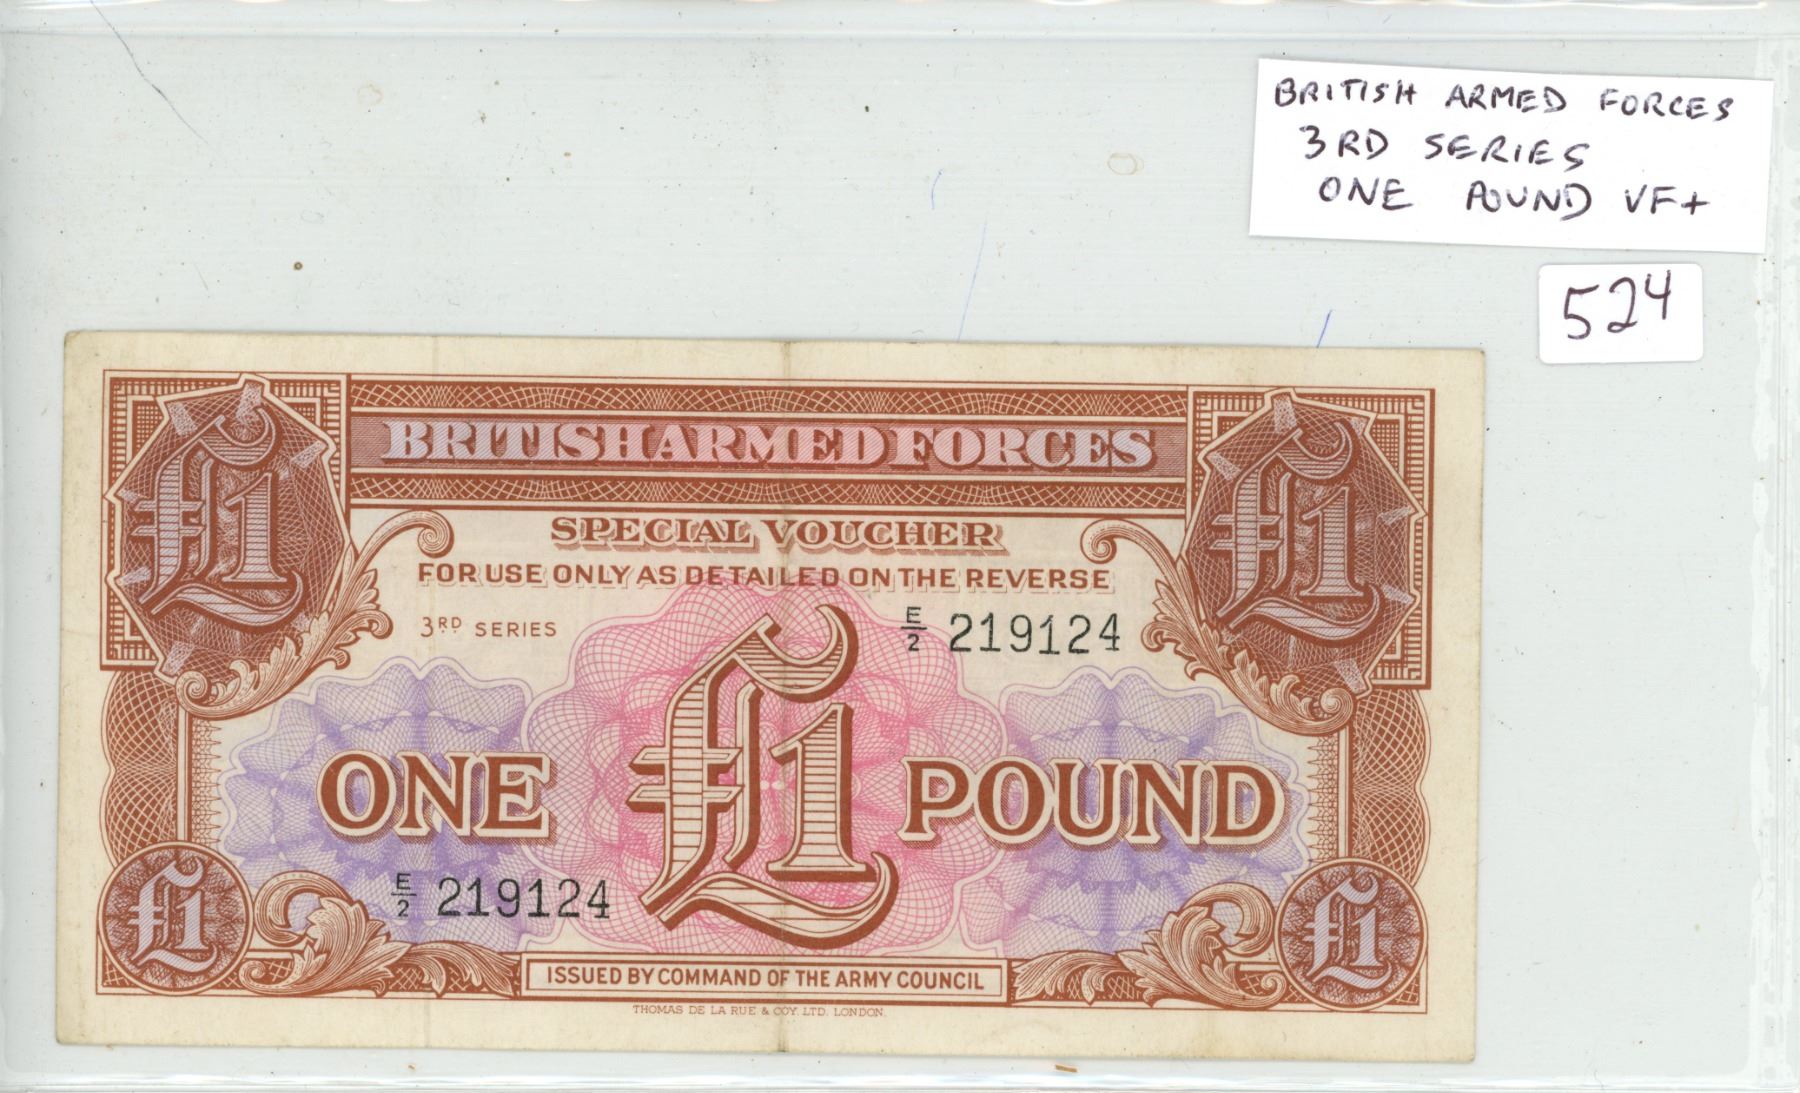 BRITISH ARMED FORCES
3RD SERIES
ONE POUND VF+
524
£1
BRITISH ARMED FORCES
£1
SPECIAL VOUCHER
FOR USE ONLY AS DETAILED ON THE REVERSE
3RD SERIES
E/2 219124
ONE £1 POUND
E/2 219124
£1
ISSUED BY COMMAND OF THE ARMY COUNCIL
£1
THOMAS DE LA RUE & COY. LTD. LONDON.